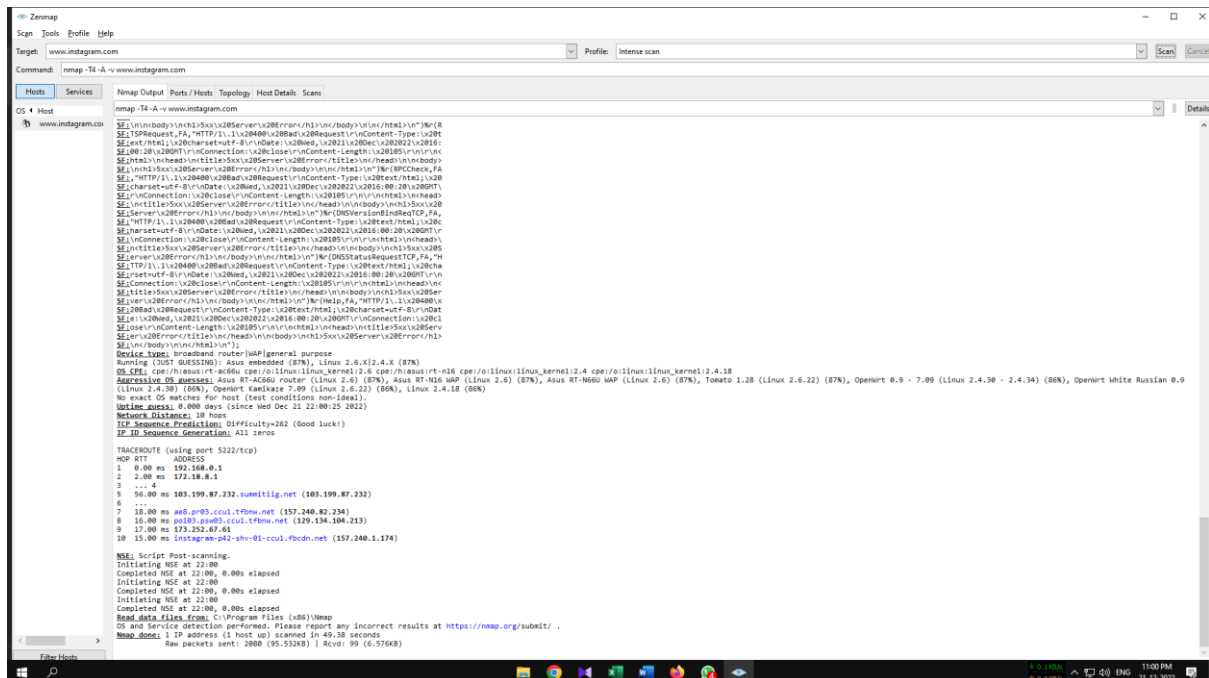 Zenmap
Scan Tools Profile Help
Target: www.instagram.com Profile: Intense scan Scan Cancel
Command: nmap -T4 -A -v www.instagram.com
Hosts Services Nmap Output Ports / Hosts Topology Host Details Scans
OS Host nmap -T4 -A -v www.instagram.com Details
www.instagram.co
SF:\n\n<body>\n<h1>5xx\x20Server\x20Error</h1>\n</body>\n\n</html>\n")%r(R
SF:TSPRequest,FA,"HTTP/1\.1\x20400\x20Bad\x20Request\r\nContent-Type:\x20t
SF:ext/html;\x20charset=utf-8\r\nDate:\x20Wed,\x2021\x20Dec\x202022\x2016:
SF:00:20\x20GMT\r\nConnection:\x20close\r\nContent-Length:\x20105\r\n\r\n<
SF:html>\n<head>\n<title>5xx\x20Server\x20Error</title>\n</head>\n\n<body>
SF:\n<h1>5xx\x20Server\x20Error</h1>\n</body>\n\n</html>\n")%r(RPCCheck,FA
SF:,"HTTP/1\.1\x20400\x20Bad\x20Request\r\nContent-Type:\x20text/html;\x20
SF:charset=utf-8\r\nDate:\x20Wed,\x2021\x20Dec\x202022\x2016:00:20\x20GMT\
SF:r\nConnection:\x20close\r\nContent-Length:\x20105\r\n\r\n<html>\n<head>
SF:\n<title>5xx\x20Server\x20Error</title>\n</head>\n\n<body>\n<h1>5xx\x20
SF:Server\x20Error</h1>\n</body>\n\n</html>\n")%r(DNSVersionBindReqTCP,FA,
SF:"HTTP/1\.1\x20400\x20Bad\x20Request\r\nContent-Type:\x20text/html;\x20c
SF:harset=utf-8\r\nDate:\x20Wed,\x2021\x20Dec\x202022\x2016:00:20\x20GMT\r
SF:\nConnection:\x20close\r\nContent-Length:\x20105\r\n\r\n<html>\n<head>\
SF:n<title>5xx\x20Server\x20Error</title>\n</head>\n\n<body>\n<h1>5xx\x20S
SF:erver\x20Error</h1>\n</body>\n\n</html>\n")%r(DNSStatusRequestTCP,FA,"H
SF:TTP/1\.1\x20400\x20Bad\x20Request\r\nContent-Type:\x20text/html;\x20cha
SF:rset=utf-8\r\nDate:\x20Wed,\x2021\x20Dec\x202022\x2016:00:20\x20GMT\r\n
SF:Connection:\x20close\r\nContent-Length:\x20105\r\n\r\n<html>\n<head>\n<
SF:title>5xx\x20Server\x20Error</title>\n</head>\n\n<body>\n<h1>5xx\x20Ser
SF:ver\x20Error</h1>\n</body>\n\n</html>\n")%r(Help,FA,"HTTP/1\.1\x20400\x
SF:20Bad\x20Request\r\nContent-Type:\x20text/html;\x20charset=utf-8\r\nDat
SF:e:\x20Wed,\x2021\x20Dec\x202022\x2016:00:20\x20GMT\r\nConnection:\x20cl
SF:ose\r\nContent-Length:\x20105\r\n\r\n<html>\n<head>\n<title>5xx\x20Serv
SF:er\x20Error</title>\n</head>\n\n<body>\n<h1>5xx\x20Server\x20Error</h1>
SF:\n</body>\n\n</html>\n");
Device type: broadband router|WAP|general purpose
Running (JUST GUESSING): Asus embedded (87%), Linux 2.6.X|2.4.X (87%)
OS CPE: cpe:/h:asus:rt-ac66u cpe:/o:linux:linux_kernel:2.6 cpe:/h:asus:rt-n16 cpe:/o:linux:linux_kernel:2.4 cpe:/o:linux:linux_kernel:2.4.18
Aggressive OS guesses: Asus RT-AC66U router (Linux 2.6) (87%), Asus RT-N16 WAP (Linux 2.6) (87%), Asus RT-N66U WAP (Linux 2.6) (87%), Tomato 1.28 (Linux 2.6.22) (87%), OpenWrt 0.9 - 7.09 (Linux 2.4.30 - 2.4.34) (86%), OpenWrt White Russian 0.9
(Linux 2.4.30) (86%), OpenWrt Kamikaze 7.09 (Linux 2.6.22) (86%), Linux 2.4.18 (86%)
No exact OS matches for host (test conditions non-ideal).
Uptime guess: 0.000 days (since Wed Dec 21 22:00:25 2022)
Network Distance: 10 hops
TCP Sequence Prediction: Difficulty=262 (Good luck!)
IP ID Sequence Generation: All zeros
TRACEROUTE (using port 5222/tcp)
HOP RTT ADDRESS
1 0.00 ms 192.168.0.1
2 2.00 ms 172.18.8.1
3 ... 4
5 56.00 ms 103.199.87.232.summitiig.net (103.199.87.232)
6 ...
7 18.00 ms ae8.pr03.ccu1.tfbnw.net (157.240.82.234)
8 16.00 ms po103.psw03.ccu1.tfbnw.net (129.134.104.213)
9 17.00 ms 173.252.67.61
10 15.00 ms instagram-p42-shv-01-ccu1.fbcdn.net (157.240.1.174)
NSE: Script Post-scanning.
Initiating NSE at 22:00
Completed NSE at 22:00, 0.00s elapsed
Initiating NSE at 22:00
Completed NSE at 22:00, 0.00s elapsed
Initiating NSE at 22:00
Completed NSE at 22:00, 0.00s elapsed
Read data files from: C:\Program Files (x86)\Nmap
OS and Service detection performed. Please report any incorrect results at https://nmap.org/submit/ .
Nmap done: 1 IP address (1 host up) scanned in 49.38 seconds
Raw packets sent: 2080 (95.532KB) | Rcvd: 99 (6.576KB)
Filter Hosts
ENG 11:00 PM